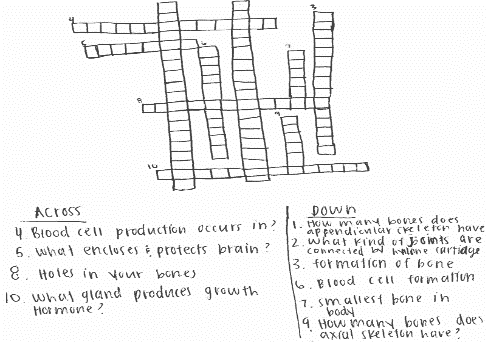 3
4
5
6
7
8
9
10
Across
4 Blood cell production occurs in?
5. What encloses & protects brain?
8. Holes in your bones
10. What gland produces growth
Hormone?
Down
1. How many bones does
appendicular skeleton have
2. What kind of joints are
connected by hyaline cartilage
3. formation of bone
6. Blood cell formation
7. smallest bone in
body
9 How many bones does
axial skeleton have?